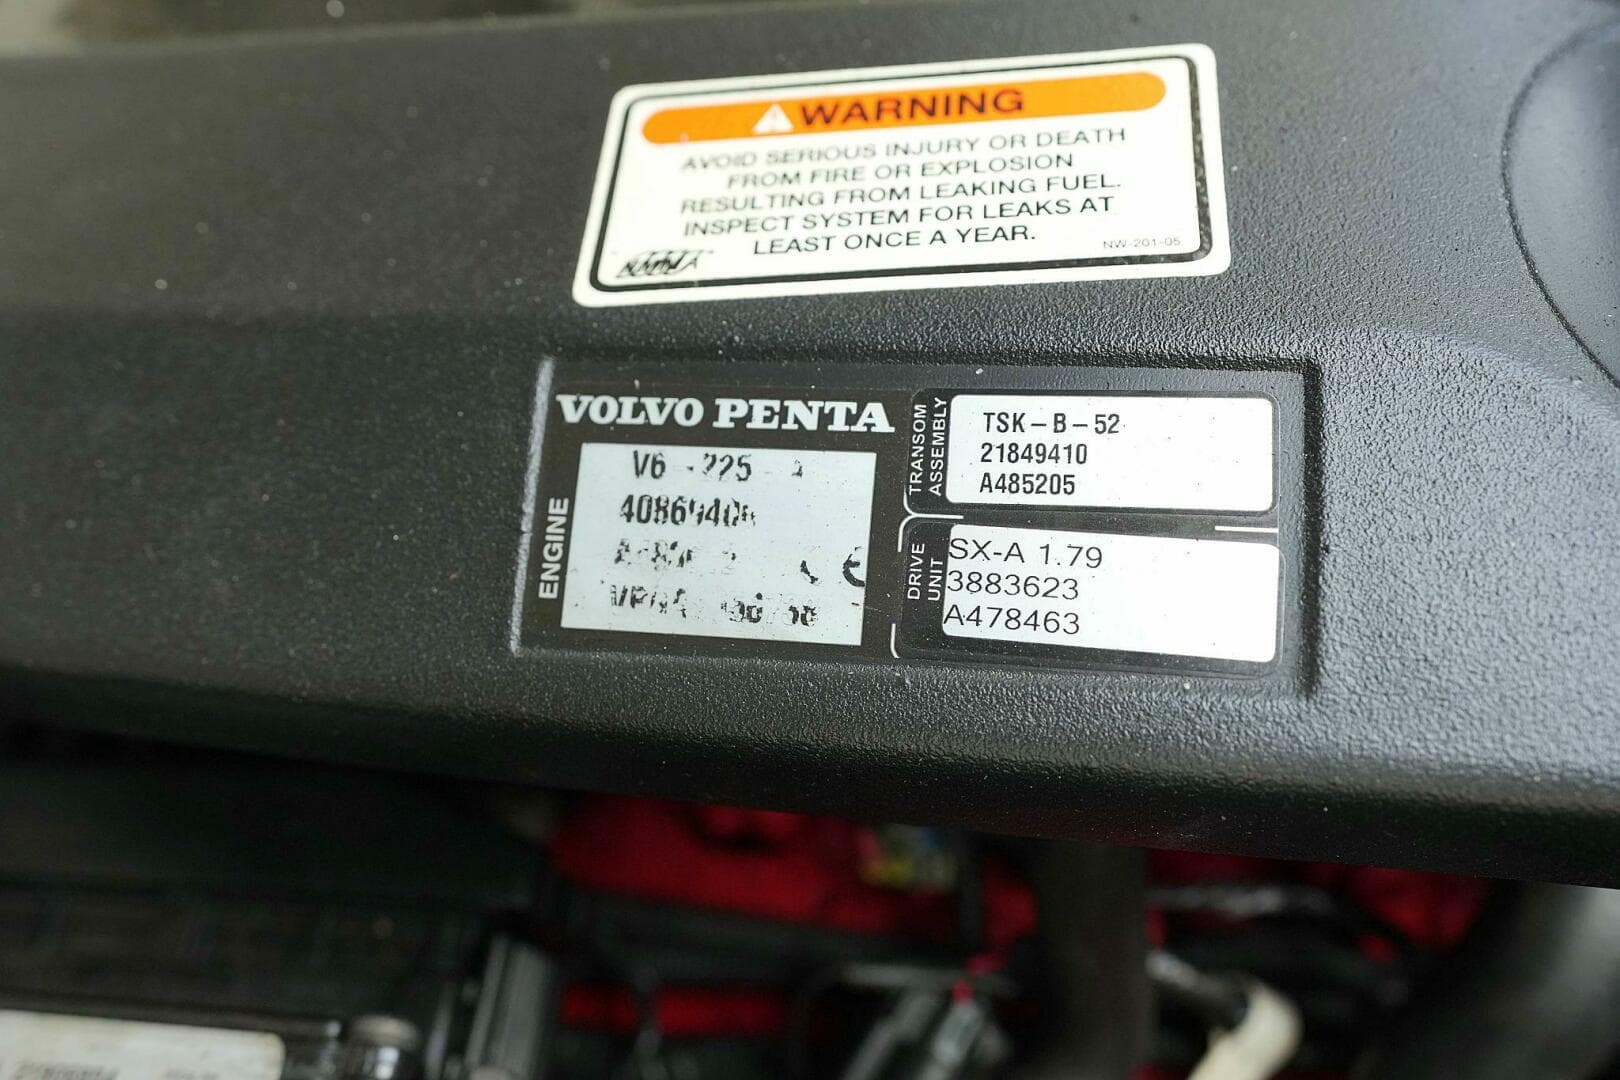 WARNING
AVOID SERIOUS INJURY OR DEATH
FROM FIRE OR EXPLOSION
RESULTING FROM LEAKING FUEL.
INSPECT SYSTEM FOR LEAKS AT
LEAST ONCE A YEAR.
NMMA
NW-201-05
VOLVO PENTA
ENGINE
V6 -225
CE
TRANSOM
ASSEMBLY
TSK-B-52
21849410
A485205
DRIVE
UNIT
SX-A 1.79
3883623
A478463